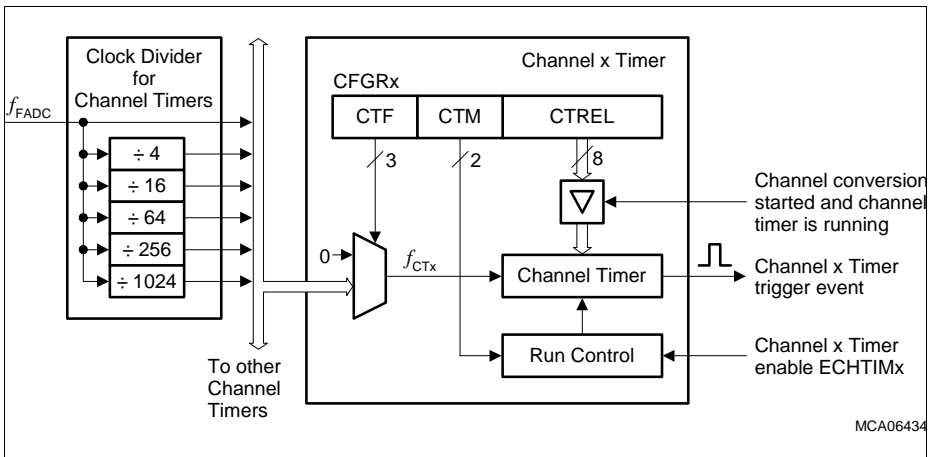 Clock Divider
for
Channel Timers
fFADC
÷ 4
÷ 16
÷ 64
÷ 256
÷ 1024
To other
Channel
Timers
Channel x Timer
CFGRx
CTF
CTM
CTREL
3
2
8
Channel conversion
started and channel
timer is running
0
fCTx
Channel Timer
Channel x Timer
trigger event
Run Control
Channel x Timer
enable ECHTIMx
MCA06434